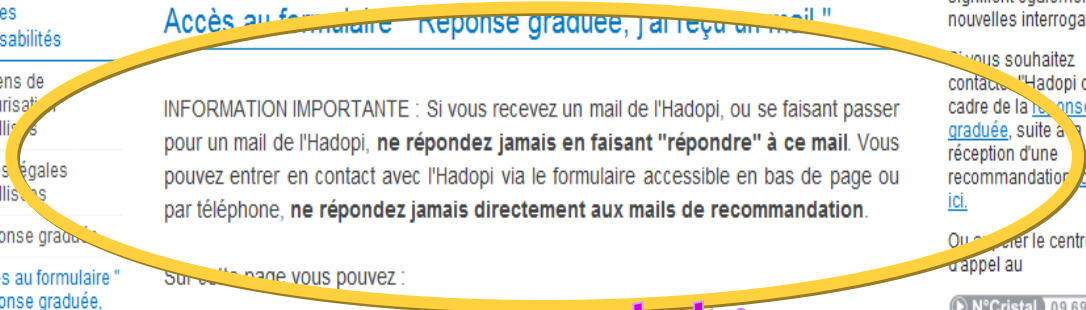 Accès au formulaire " Réponse graduée, j'ai reçu un mail "
INFORMATION IMPORTANTE : Si vous recevez un mail de l'Hadopi, ou se faisant passer
pour un mail de l'Hadopi, ne répondez jamais en faisant "répondre" à ce mail. Vous
pouvez entrer en contact avec l'Hadopi via le formulaire accessible en bas de page ou
par téléphone, ne répondez jamais directement aux mails de recommandation.
Sur cette page vous pouvez :
es
sabilités
ens de
égales
onse graduée
s au formulaire "
onse graduée,
nouvelles interroga
Si vous souhaitez
contacter l'Hadopi
cadre de la réponse
graduée, suite à la
réception d'une
recommandation
ici.
Ou appeler le centre
d'appel au
N°Cristal 09 69